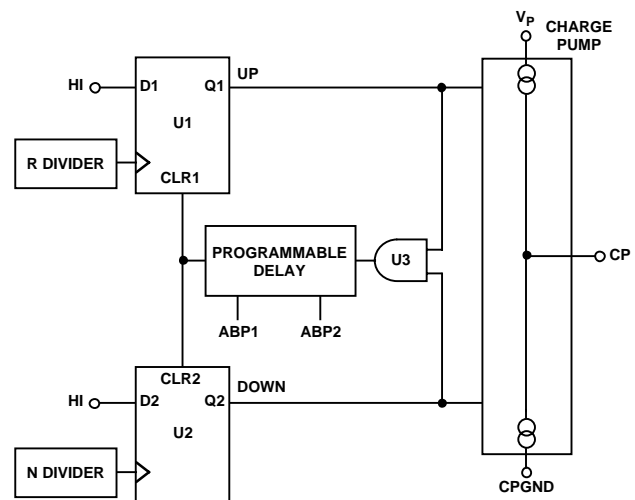 VP
CHARGE
PUMP
HI
D1
Q1
UP
U1
R DIVIDER
CLR1
PROGRAMMABLE
DELAY
U3
CP
ABP1
ABP2
CLR2
DOWN
HI
D2
Q2
U2
N DIVIDER
CPGND